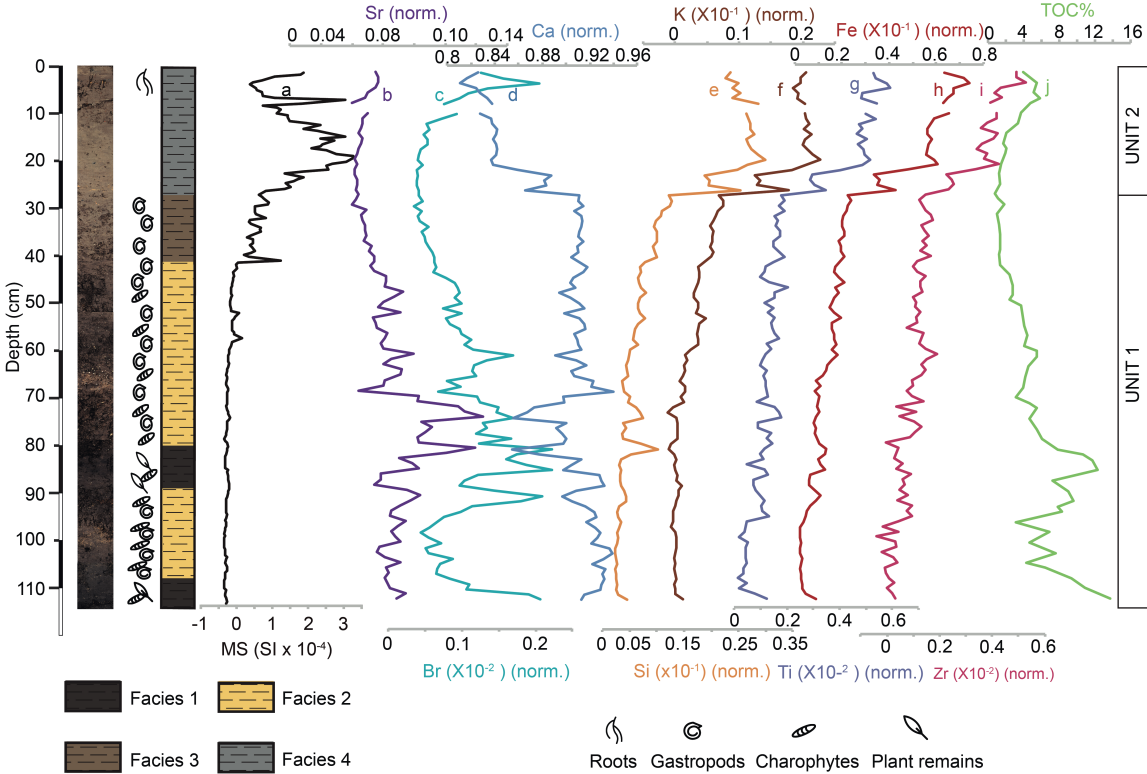 Sr (norm.)
K (X10⁻¹) (norm.)
TOC%
0 0.04 0.08 0.10 0.14
Ca (norm.)
0 0.1 0.2
Fe (X10⁻¹) (norm.)
0 4 8 12 16
0.8 0.84 0.88 0.92 0.96
0 0.2 0.4 0.6 0.8
0
10
20
30
40
50
60
70
80
90
100
110
Depth (cm)
a b c d e f g h i j
UNIT 2
UNIT 1
-1 0 1 2 3
MS (SI x 10⁻⁴)
0 0.1 0.2
Br (X10⁻²) (norm.)
0 0.05 0.15 0.25 0.35
Si (x10⁻¹) (norm.)
0 0.2 0.4 0.6
Ti (X10-²) (norm.)
0 0.2 0.4 0.6
Zr (X10⁻²) (norm.)
Facies 1
Facies 2
Facies 3
Facies 4
Roots
Gastropods
Charophytes
Plant remains